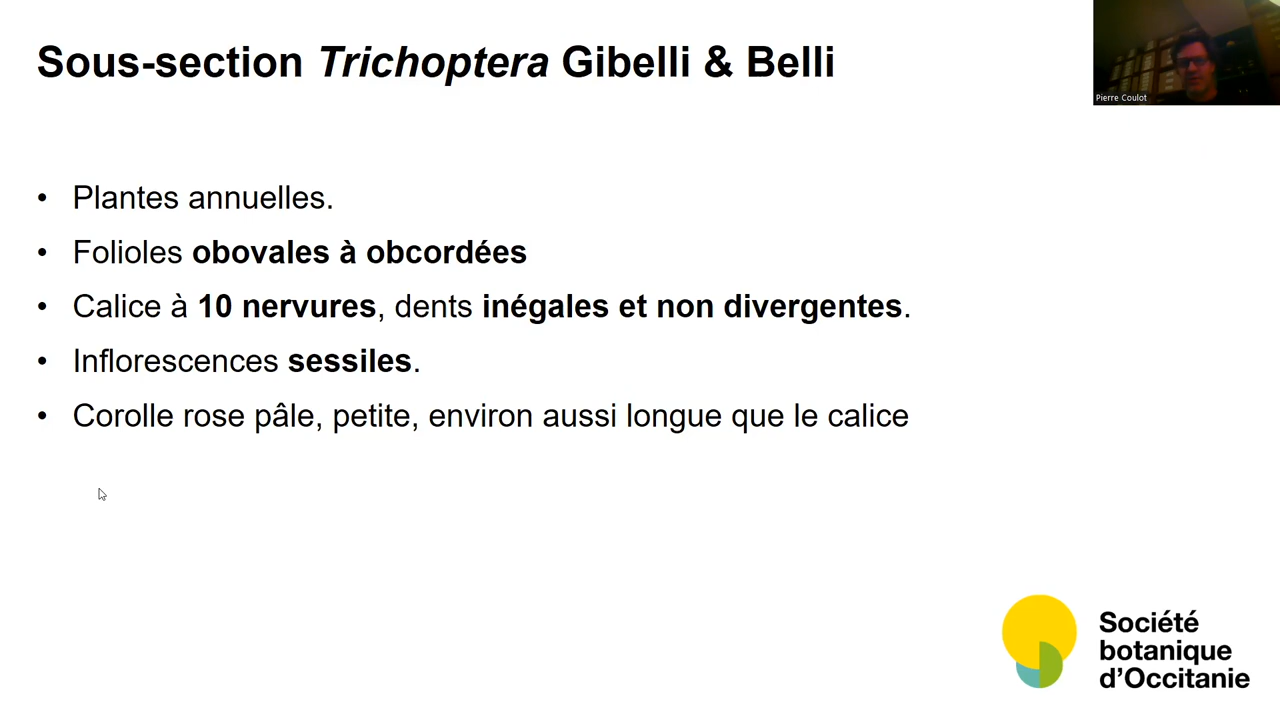 Sous-section Trichoptera Gibelli & Belli
Pierre Coulot
• Plantes annuelles.
• Folioles obovales à obcordées
• Calice à 10 nervures, dents inégales et non divergentes.
• Inflorescences sessiles.
• Corolle rose pâle, petite, environ aussi longue que le calice
Société
botanique
d’Occitanie